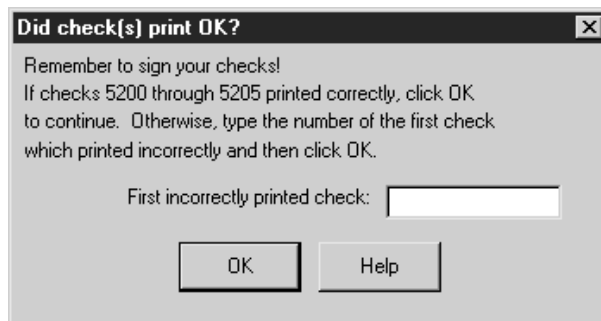 Did check(s) print OK?
Remember to sign your checks!
If checks 5200 through 5205 printed correctly, click OK
to continue.  Otherwise, type the number of the first check
which printed incorrectly and then click OK.
First incorrectly printed check:
OK
Help